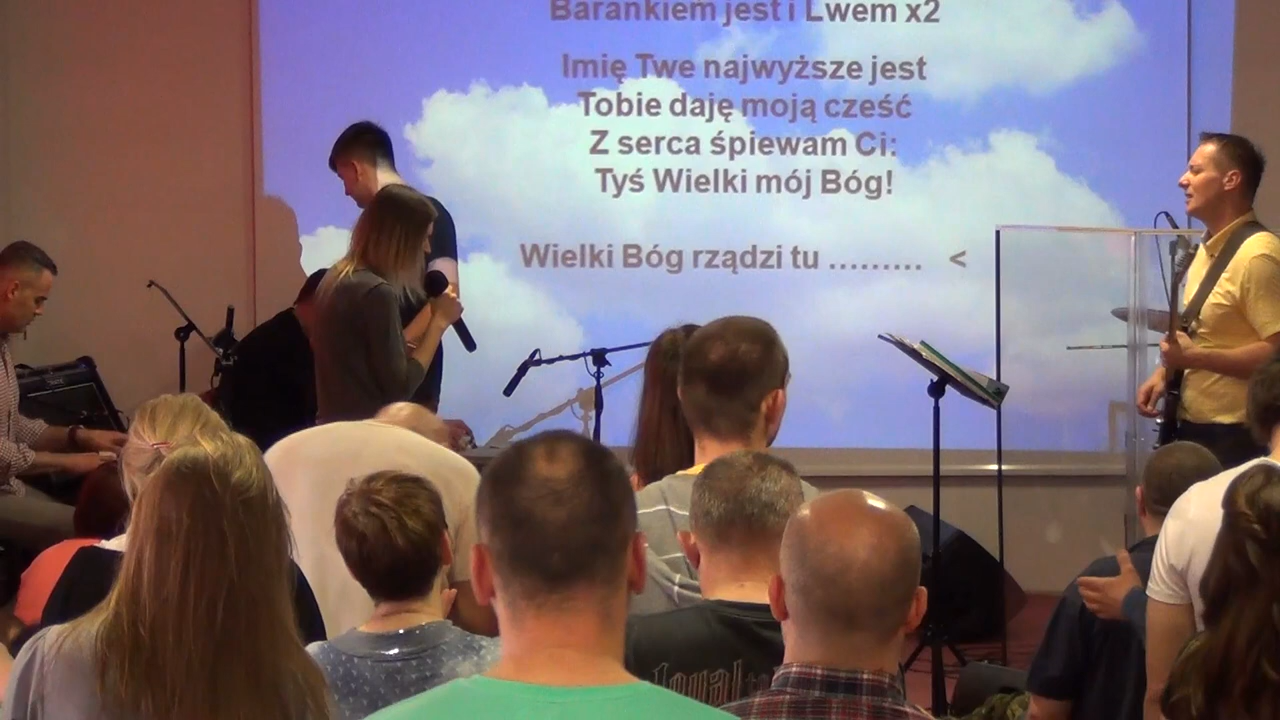 Barankiem jest i Lwem x2
Imię Twe najwyższe jest
Tobie daję moją cześć
Z serca śpiewam Ci:
Tyś Wielki mój Bóg!
Wielki Bóg rządzi tu ......... <